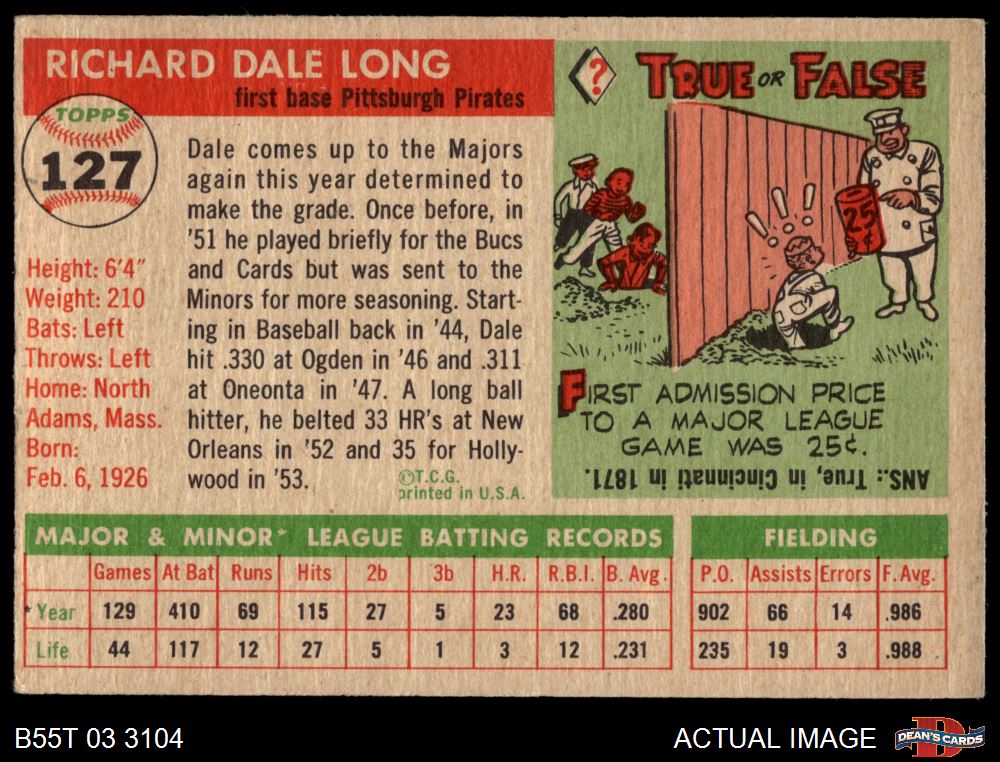 RICHARD DALE LONG
first base Pittsburgh Pirates
TOPPS
127
Dale comes up to the Majors
again this year determined to
make the grade. Once before, in
'51 he played briefly for the Bucs
and Cards but was sent to the
Minors for more seasoning. Start-
ing in Baseball back in '44, Dale
hit .330 at Ogden in '46 and .311
at Oneonta in '47. A long ball
hitter, he belted 33 HR's at New
Orleans in '52 and 35 for Holly-
wood in '53.
©T.C.G.
printed in U.S.A.
Height: 6'4"
Weight: 210
Bats: Left
Throws: Left
Home: North
Adams, Mass.
Born:
Feb. 6, 1926
?
TRUE OR FALSE
! ! !
25¢
FIRST ADMISSION PRICE
TO A MAJOR LEAGUE
GAME WAS 25¢.
ANS.: True, in Cincinnati in 1871.
MAJOR & MINOR* LEAGUE BATTING RECORDS
Games At Bat Runs Hits 2b 3b H.R. R.B.I. B. Avg.
*Year 129 410 69 115 27 5 23 68 .280
Life 44 117 12 27 5 1 3 12 .231
FIELDING
P.O. Assists Errors F. Avg.
902 66 14 .986
235 19 3 .988
B55T 03 3104
ACTUAL IMAGE
D
DEAN'S CARDS